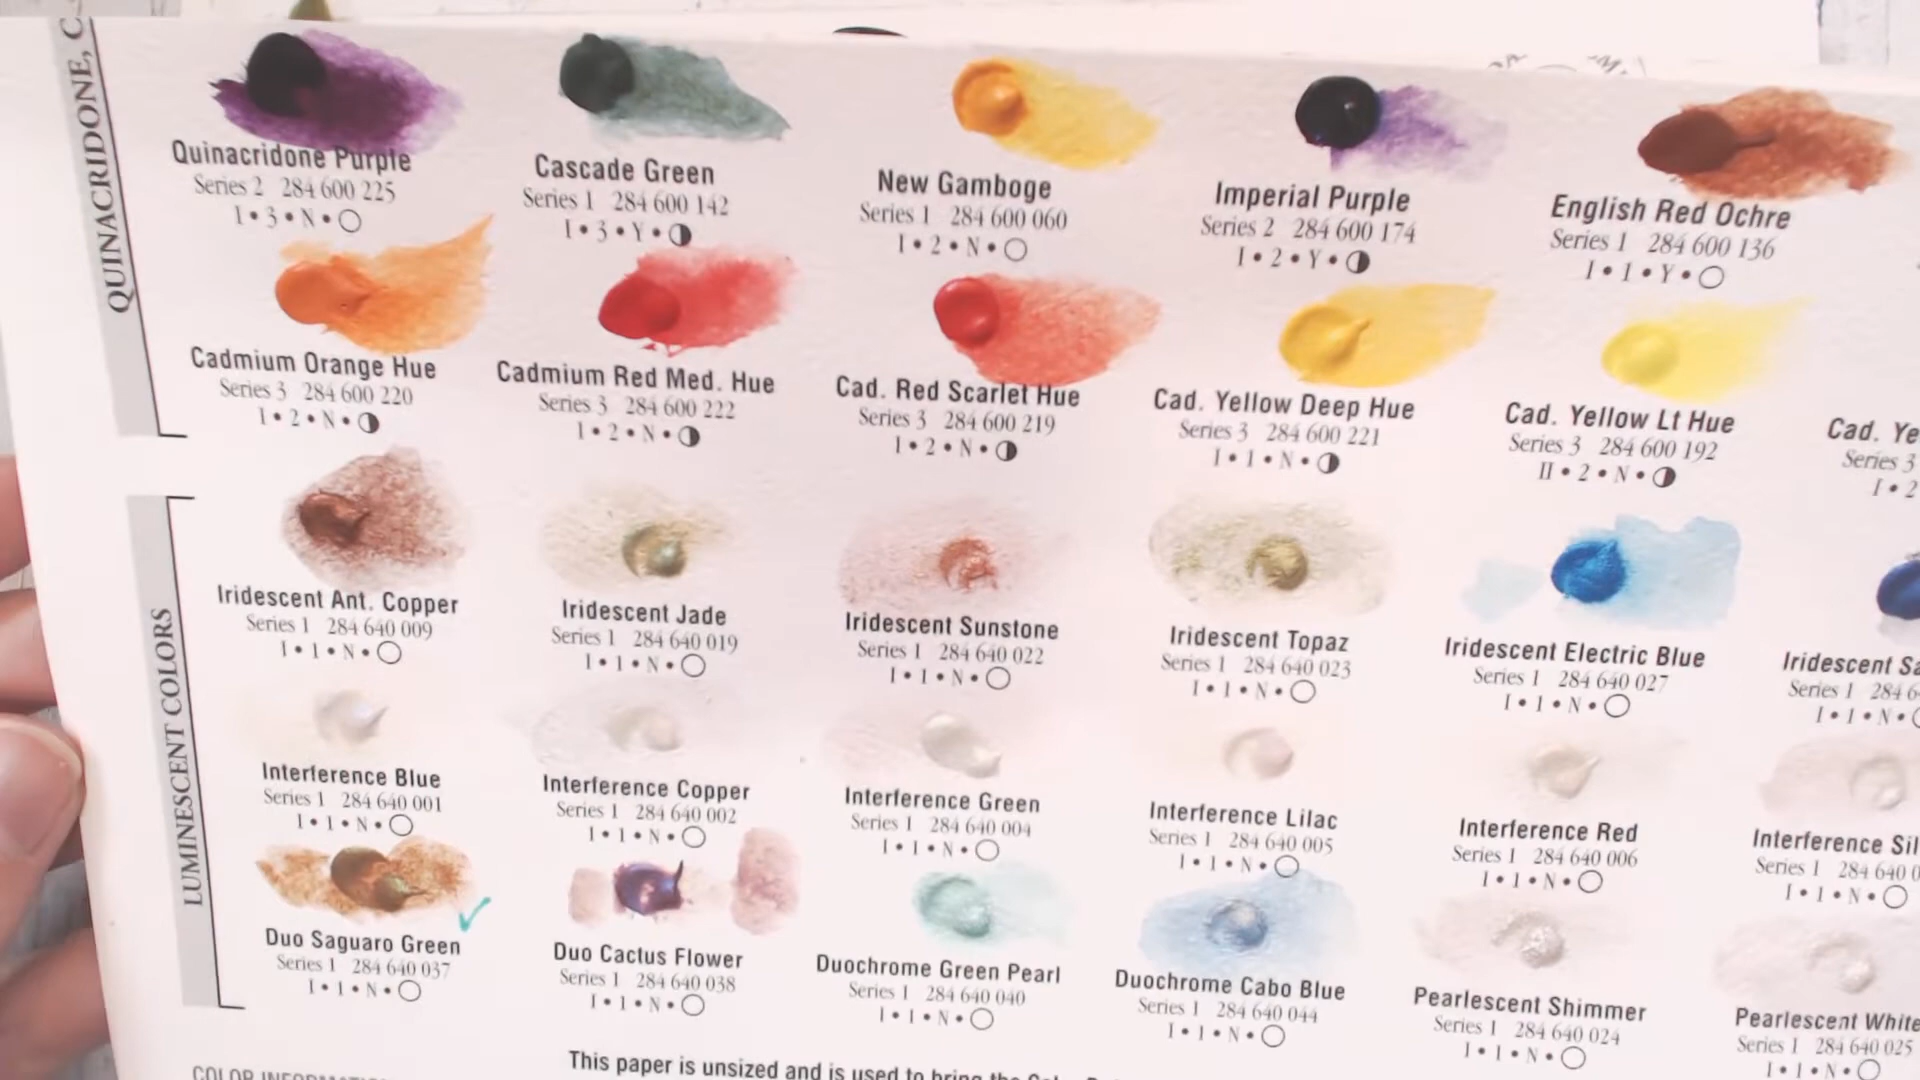 QUINACRIDONE, C
Quinacridone Purple
Series 2 284 600 225
I • 3 • N •
Cascade Green
Series 1 284 600 142
I • 3 • Y •
New Gamboge
Series 1 284 600 060
I • 2 • N •
Imperial Purple
Series 2 284 600 174
I • 2 • Y •
English Red Ochre
Series 1 284 600 136
I • 1 • Y •
Cadmium Orange Hue
Series 3 284 600 220
I • 2 • N •
Cadmium Red Med. Hue
Series 3 284 600 222
I • 2 • N •
Cad. Red Scarlet Hue
Series 3 284 600 219
I • 2 • N •
Cad. Yellow Deep Hue
Series 3 284 600 221
I • 1 • N •
Cad. Yellow Lt Hue
Series 3 284 600 192
II • 2 • N •
Cad. Ye
Series 3
I • 2
LUMINESCENT COLORS
Iridescent Ant. Copper
Series 1 284 640 009
I • 1 • N •
Iridescent Jade
Series 1 284 640 019
I • 1 • N •
Iridescent Sunstone
Series 1 284 640 022
I • 1 • N •
Iridescent Topaz
Series 1 284 640 023
I • 1 • N •
Iridescent Electric Blue
Series 1 284 640 027
I • 1 • N •
Iridescent Sa
Series 1 284 6
I • 1 • N •
Interference Blue
Series 1 284 640 001
I • 1 • N •
Interference Copper
Series 1 284 640 002
I • 1 • N •
Interference Green
Series 1 284 640 004
I • 1 • N •
Interference Lilac
Series 1 284 640 005
I • 1 • N •
Interference Red
Series 1 284 640 006
I • 1 • N •
Interference Sil
Series 1 284 640 0
I • 1 • N •
Duo Saguaro Green
Series 1 284 640 037
I • 1 • N •
Duo Cactus Flower
Series 1 284 640 038
I • 1 • N •
Duochrome Green Pearl
Series 1 284 640 040
I • 1 • N •
Duochrome Cabo Blue
Series 1 284 640 044
I • 1 • N •
Pearlescent Shimmer
Series 1 284 640 024
I • 1 • N •
Pearlescent White
Series 1 284 640 025
I • 1 • N •
COLOR
This paper is unsized and is used to bring the